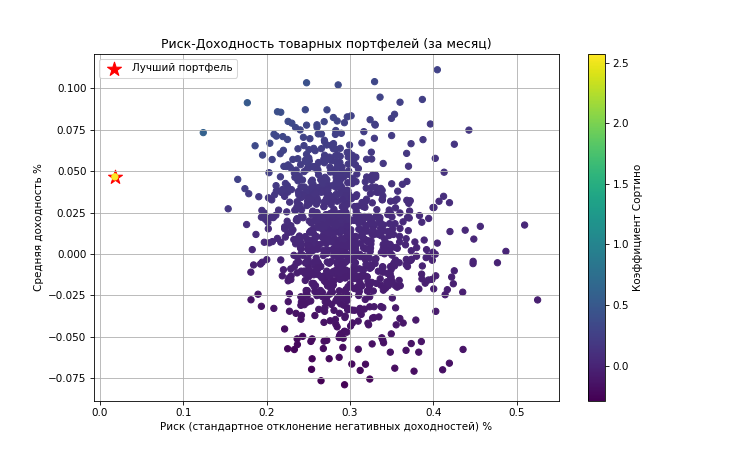 Риск-Доходность товарных портфелей (за месяц)
Лучший портфель
Средняя доходность %
0.100
0.075
0.050
0.025
0.000
−0.025
−0.050
−0.075
0.0 0.1 0.2 0.3 0.4 0.5
Риск (стандартное отклонение негативных доходностей) %
2.5
2.0
1.5
1.0
0.5
0.0
Коэффициент Сортино